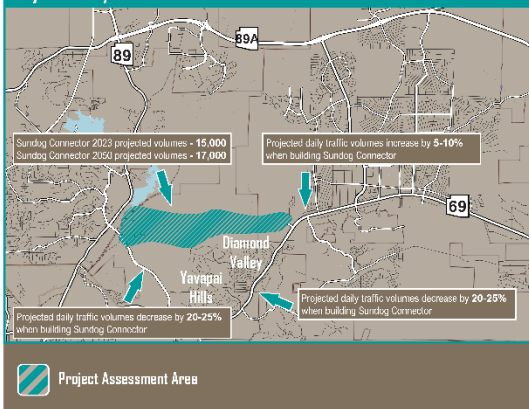 89
89A
Sundog Connector 2023 projected volumes - 15,000
Sundog Connector 2050 projected volumes - 17,000
Projected daily traffic volumes increase by 5-10%
when building Sundog Connector
69
Diamond
Valley
Yavapai
Hills
Projected daily traffic volumes decrease by 20-25%
when building Sundog Connector
Projected daily traffic volumes decrease by 20-25%
when building Sundog Connector
Project Assessment Area